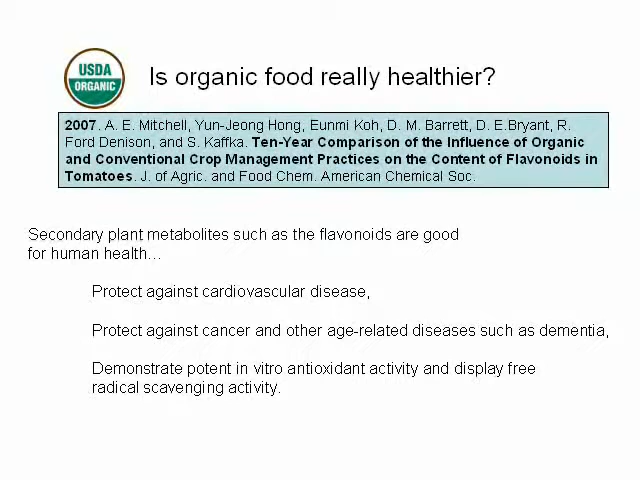 USDA
ORGANIC
Is organic food really healthier?
2007. A. E. Mitchell, Yun-Jeong Hong, Eunmi Koh, D. M. Barrett, D. E.Bryant, R.
Ford Denison, and S. Kaffka. Ten-Year Comparison of the Influence of Organic
and Conventional Crop Management Practices on the Content of Flavonoids in
Tomatoes. J. of Agric. and Food Chem. American Chemical Soc.
Secondary plant metabolites such as the flavonoids are good
for human health…
Protect against cardiovascular disease,
Protect against cancer and other age-related diseases such as dementia,
Demonstrate potent in vitro antioxidant activity and display free
radical scavenging activity.